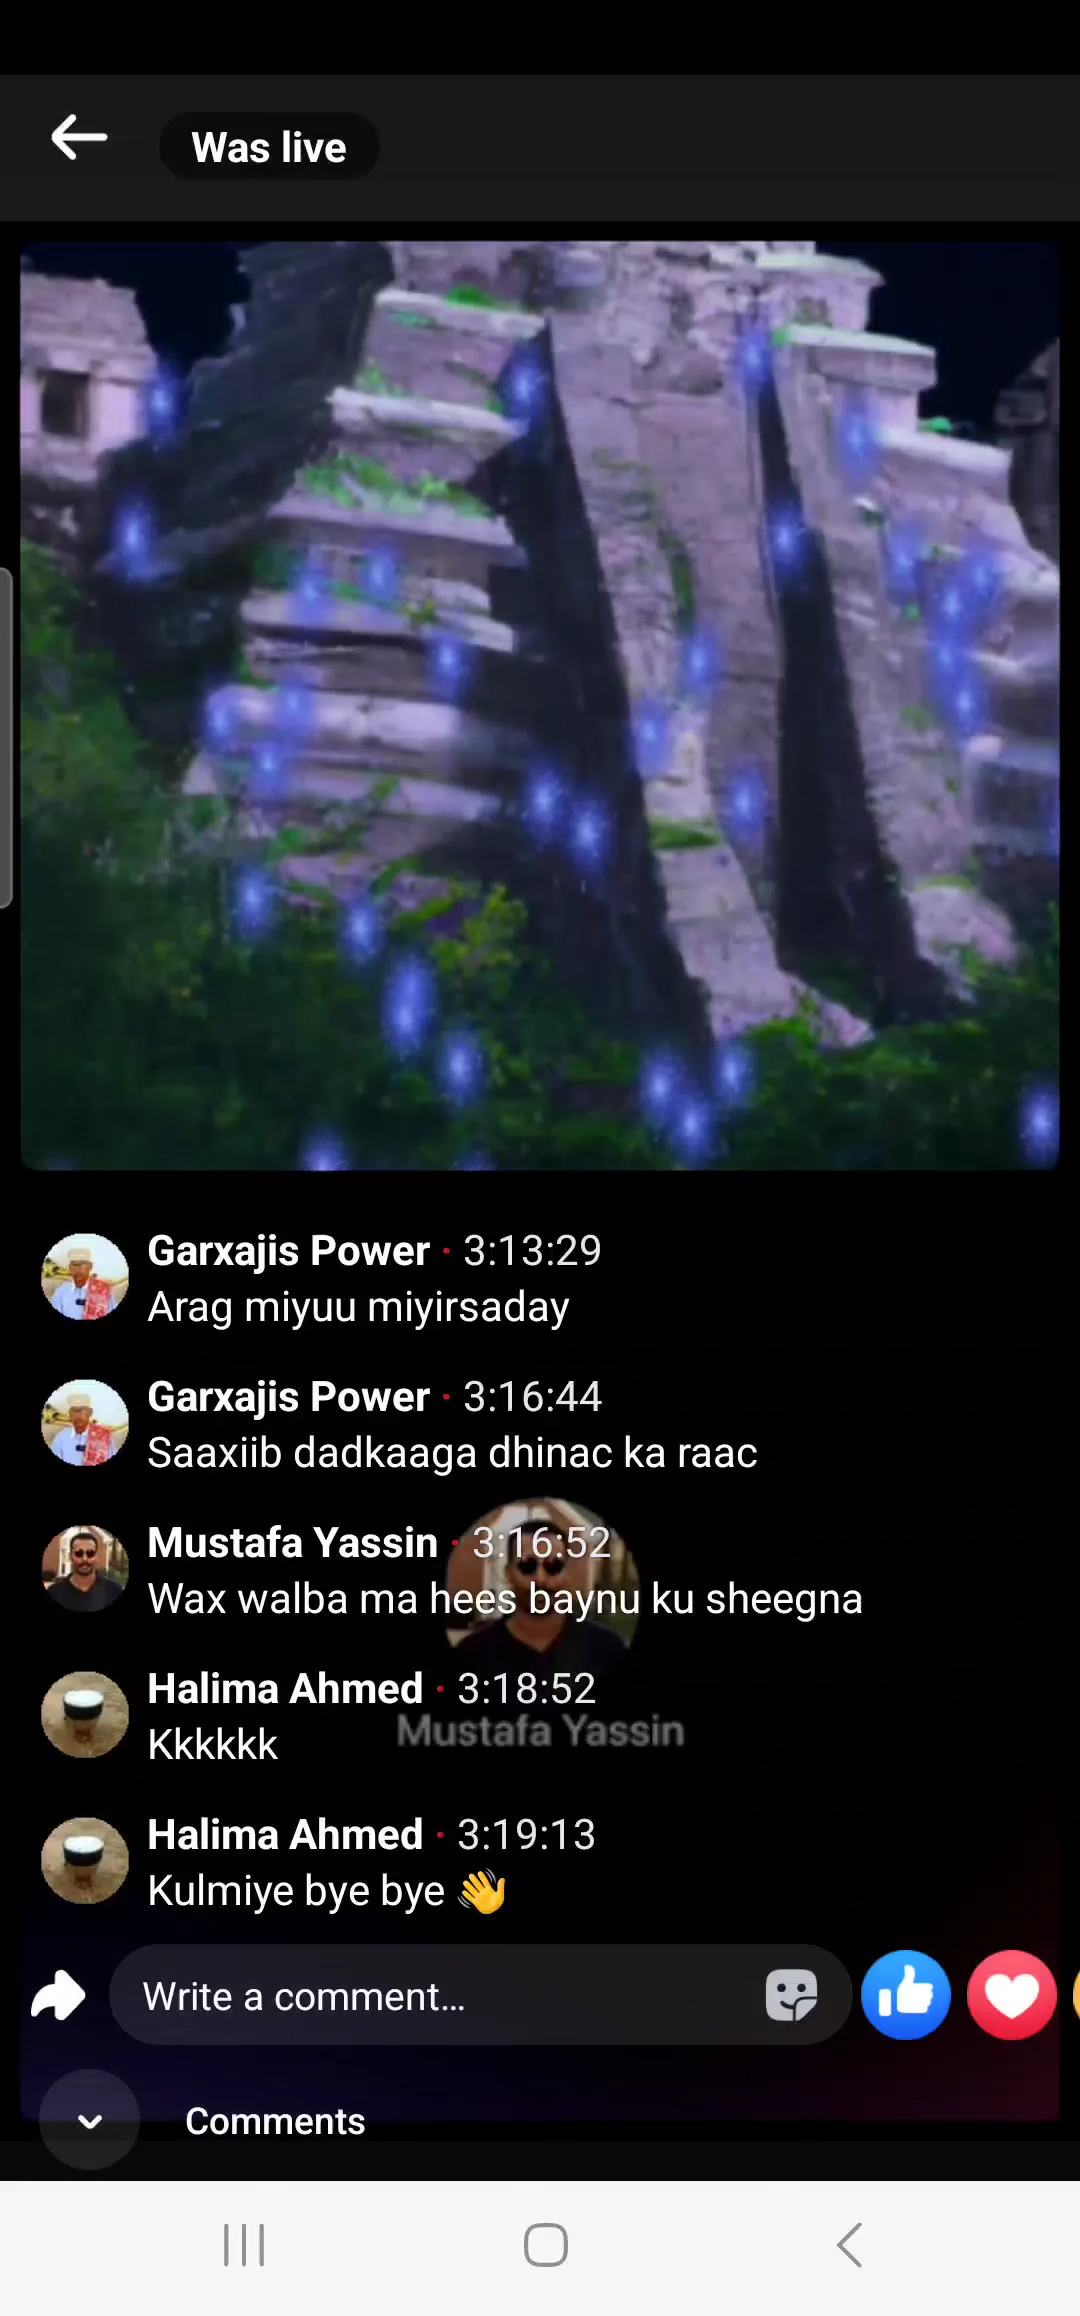 Was live
Garxajis Power · 3:13:29
Arag miyuu miyirsaday
Garxajis Power · 3:16:44
Saaxiib dadkaaga dhinac ka raac
Mustafa Yassin · 3:16:52
Wax walba ma hees baynu ku sheegna
Halima Ahmed · 3:18:52
Mustafa Yassin
Kkkkkk
Halima Ahmed · 3:19:13
Kulmiye bye bye 👋
Write a comment...
Comments